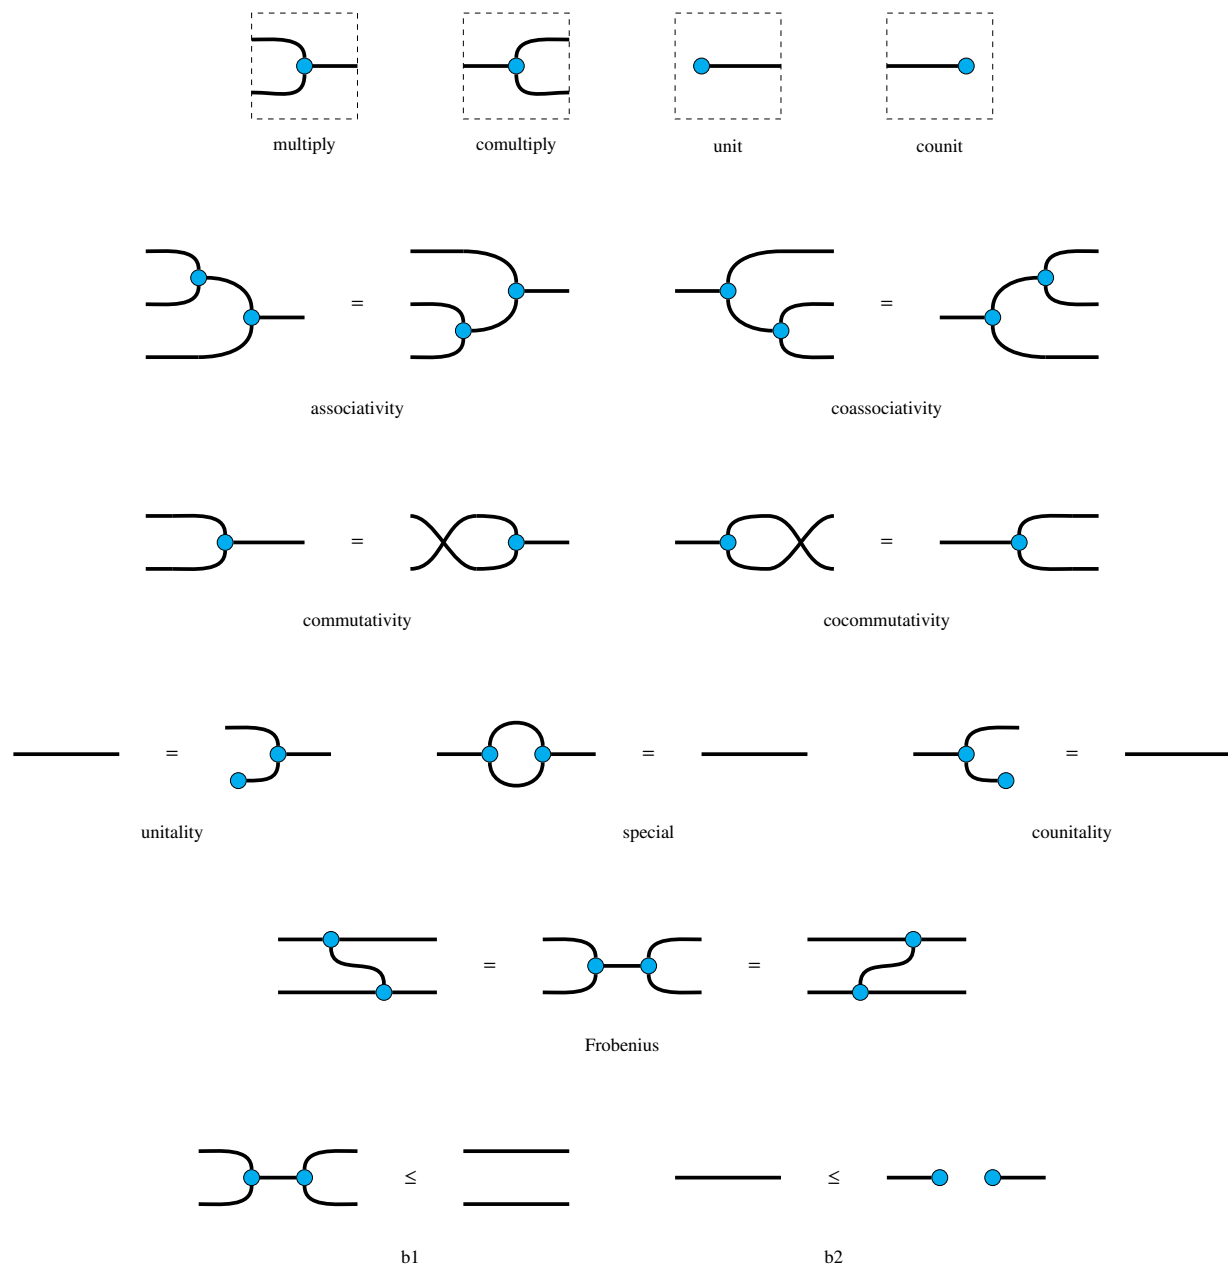 multiply comultiply unit counit
= =
associativity coassociativity
= =
commutativity cocommutativity
= = =
unitality special counitality
= =
Frobenius
≤ ≤
b1 b2